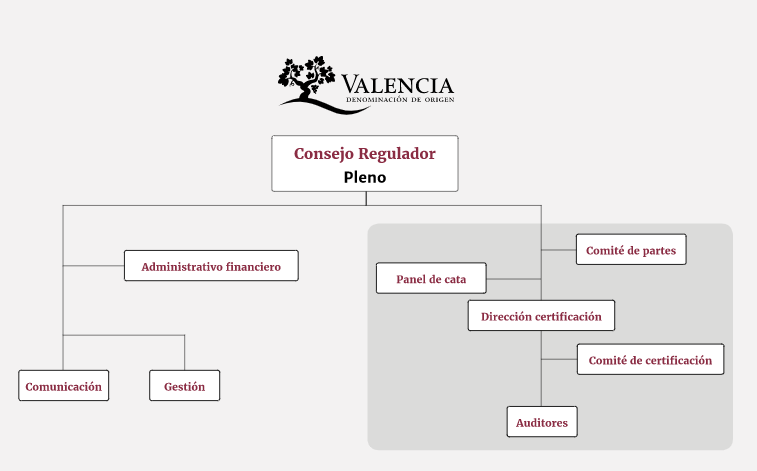 VALENCIA
DENOMINACIÓN DE ORIGEN
Consejo Regulador
Pleno
Comité de partes
Administrativo financiero
Panel de cata
Dirección certificación
Comité de certificación
Comunicación
Gestión
Auditores